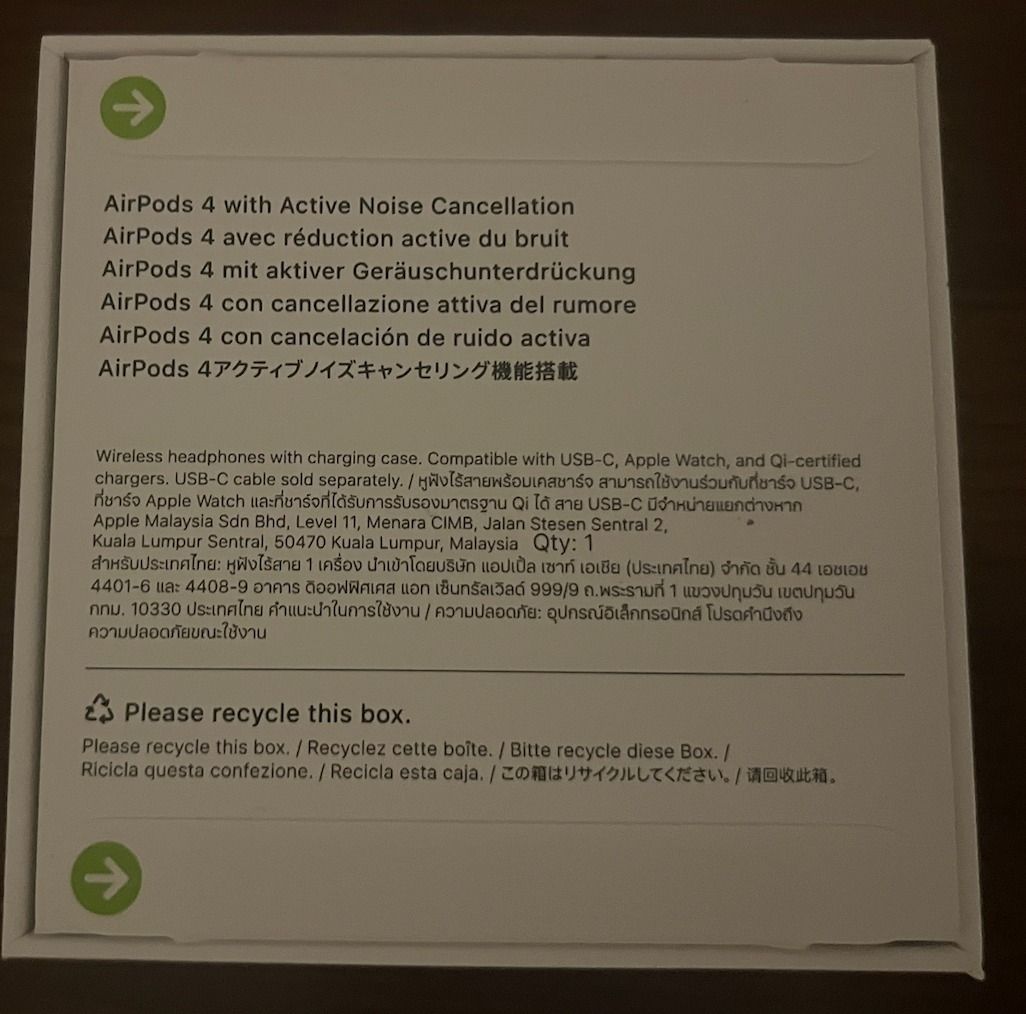 AirPods 4 with Active Noise Cancellation
AirPods 4 avec réduction active du bruit
AirPods 4 mit aktiver Geräuschunterdrückung
AirPods 4 con cancellazione attiva del rumore
AirPods 4 con cancelación de ruido activa
AirPods 4アクティブノイズキャンセリング機能搭載
Wireless headphones with charging case. Compatible with USB-C, Apple Watch, and Qi-certified
chargers. USB-C cable sold separately. / หูฟังไร้สายพร้อมเคสชาร์จ สามารถใช้งานร่วมกับที่ชาร์จ USB-C,
ที่ชาร์จ Apple Watch และที่ชาร์จที่ได้รับการรับรองมาตรฐาน Qi ได้ สาย USB-C มีจำหน่ายแยกต่างหาก
Apple Malaysia Sdn Bhd, Level 11, Menara CIMB, Jalan Stesen Sentral 2,
Kuala Lumpur Sentral, 50470 Kuala Lumpur, Malaysia Qty: 1
สำหรับประเทศไทย: หูฟังไร้สาย 1 เครื่อง นำเข้าโดยบริษัท แอปเปิ้ล เซาท์ เอเชีย (ประเทศไทย) จำกัด ชั้น 44 เอชเอช
4401-6 และ 4408-9 อาคาร ดิออฟฟิศเศส แอท เซ็นทรัลเวิลด์ 999/9 ถ.พระรามที่ 1 แขวงปทุมวัน เขตปทุมวัน
กทม. 10330 ประเทศไทย คำแนะนำในการใช้งาน / ความปลอดภัย: อุปกรณ์อิเล็กทรอนิกส์ โปรดคำนึงถึง
ความปลอดภัยขณะใช้งาน
Please recycle this box.
Please recycle this box. / Recyclez cette boîte. / Bitte recycle diese Box. /
Ricicla questa confezione. / Recicla esta caja. / この箱はリサイクルしてください。/ 请回收此箱。